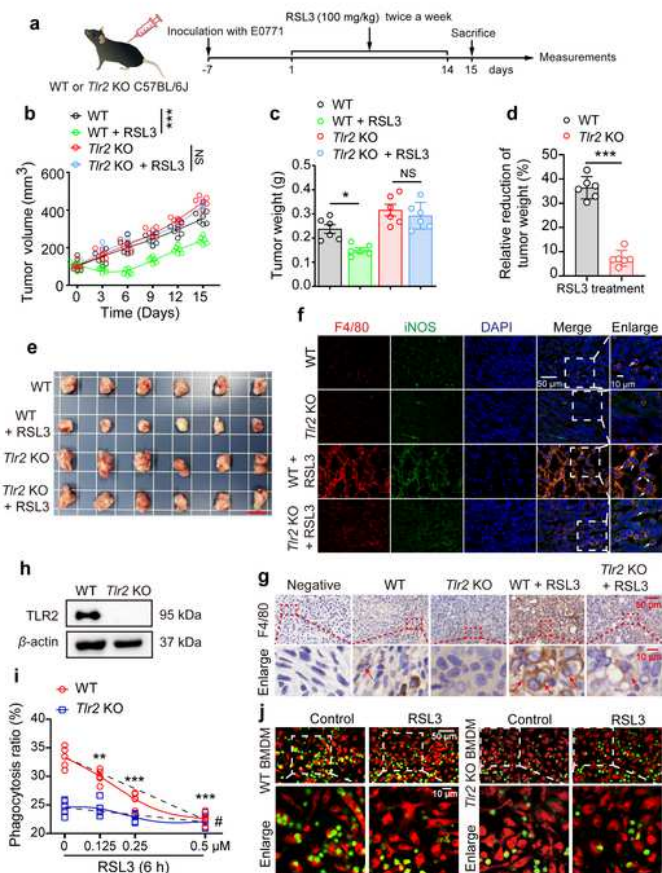 a
Inoculation with E0771
RSL3 (100 mg/kg) twice a week
Sacrifice
Measurements
-7
1
14
15
days
WT or Tlr2 KO C57BL/6J
b
WT
WT + RSL3
***
Tlr2 KO
Tlr2 KO + RSL3
NS
Tumor volume (mm³)
600
400
200
0
0 3 6 9 12 15
Time (Days)
c
WT
WT + RSL3
Tlr2 KO
Tlr2 KO + RSL3
Tumor weight (g)
0.5
0.4
0.3
0.2
0.1
0.0
*
NS
d
WT
Tlr2 KO
Relative reduction of
tumor weight (%)
50
40
30
20
10
0
***
RSL3 treatment
e
WT
WT
+ RSL3
Tlr2 KO
Tlr2 KO
+ RSL3
f
F4/80 iNOS DAPI Merge Enlarge
WT
50 μm
10 μm
Tlr2 KO
WT +
RSL3
Tlr2 KO
+ RSL3
h
WT Tlr2 KO
TLR2
95 kDa
β-actin
37 kDa
g
Negative WT Tlr2 KO WT + RSL3 Tlr2 KO
+ RSL3
F4/80
50 μm
Enlarge
10 μm
i
WT
Tlr2 KO
Phagocytosis ratio (%)
35
30
25
22
20
**
***
***
#
0 0.125 0.25 0.5 μM
RSL3 (6 h)
j
Control RSL3 Control RSL3
WT BMDM
50 μm
Tlr2 KO BMDM
Enlarge
10 μm
Enlarge